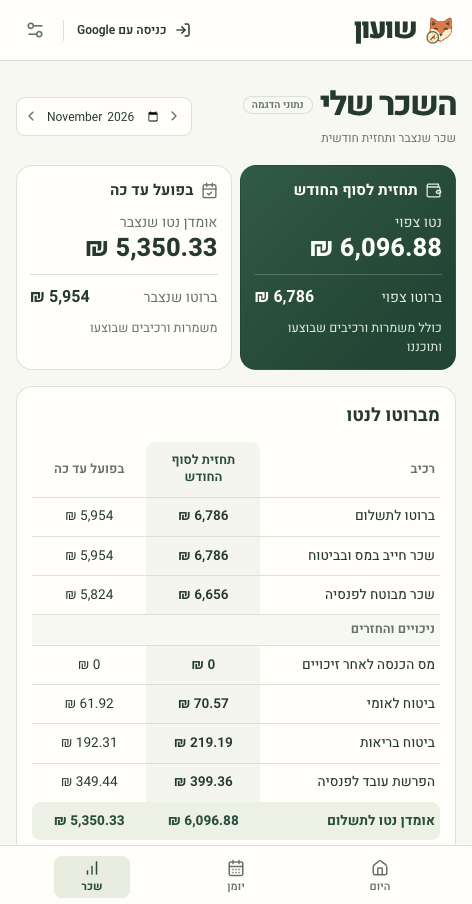 שועון
כניסה עם Google
השכר שלי
נתוני הדגמה
שכר שנצבר ותחזית חודשית
November 2026
תחזית לסוף החודש
נטו צפוי
6,096.88 ₪
ברוטו צפוי 6,786 ₪
כולל משמרות ורכיבים שבוצעו
ותוכננו
בפועל עד כה
אומדן נטו שנצבר
5,350.33 ₪
ברוטו שנצבר 5,954 ₪
משמרות ורכיבים שבוצעו
מברוטו לנטו
רכיב תחזית לסוף בפועל עד כה
החודש
ברוטו לתשלום 6,786 ₪ 5,954 ₪
שכר חייב במס ובביטוח 6,786 ₪ 5,954 ₪
שכר מבוטח לפנסיה 6,656 ₪ 5,824 ₪
ניכויים והחזרים
מס הכנסה לאחר זיכויים 0 ₪ 0 ₪
ביטוח לאומי 70.57 ₪ 61.92 ₪
ביטוח בריאות 219.19 ₪ 192.31 ₪
הפרשת עובד לפנסיה 399.36 ₪ 349.44 ₪
אומדן נטו לתשלום 6,096.88 ₪ 5,350.33 ₪
היום
יומן
שכר